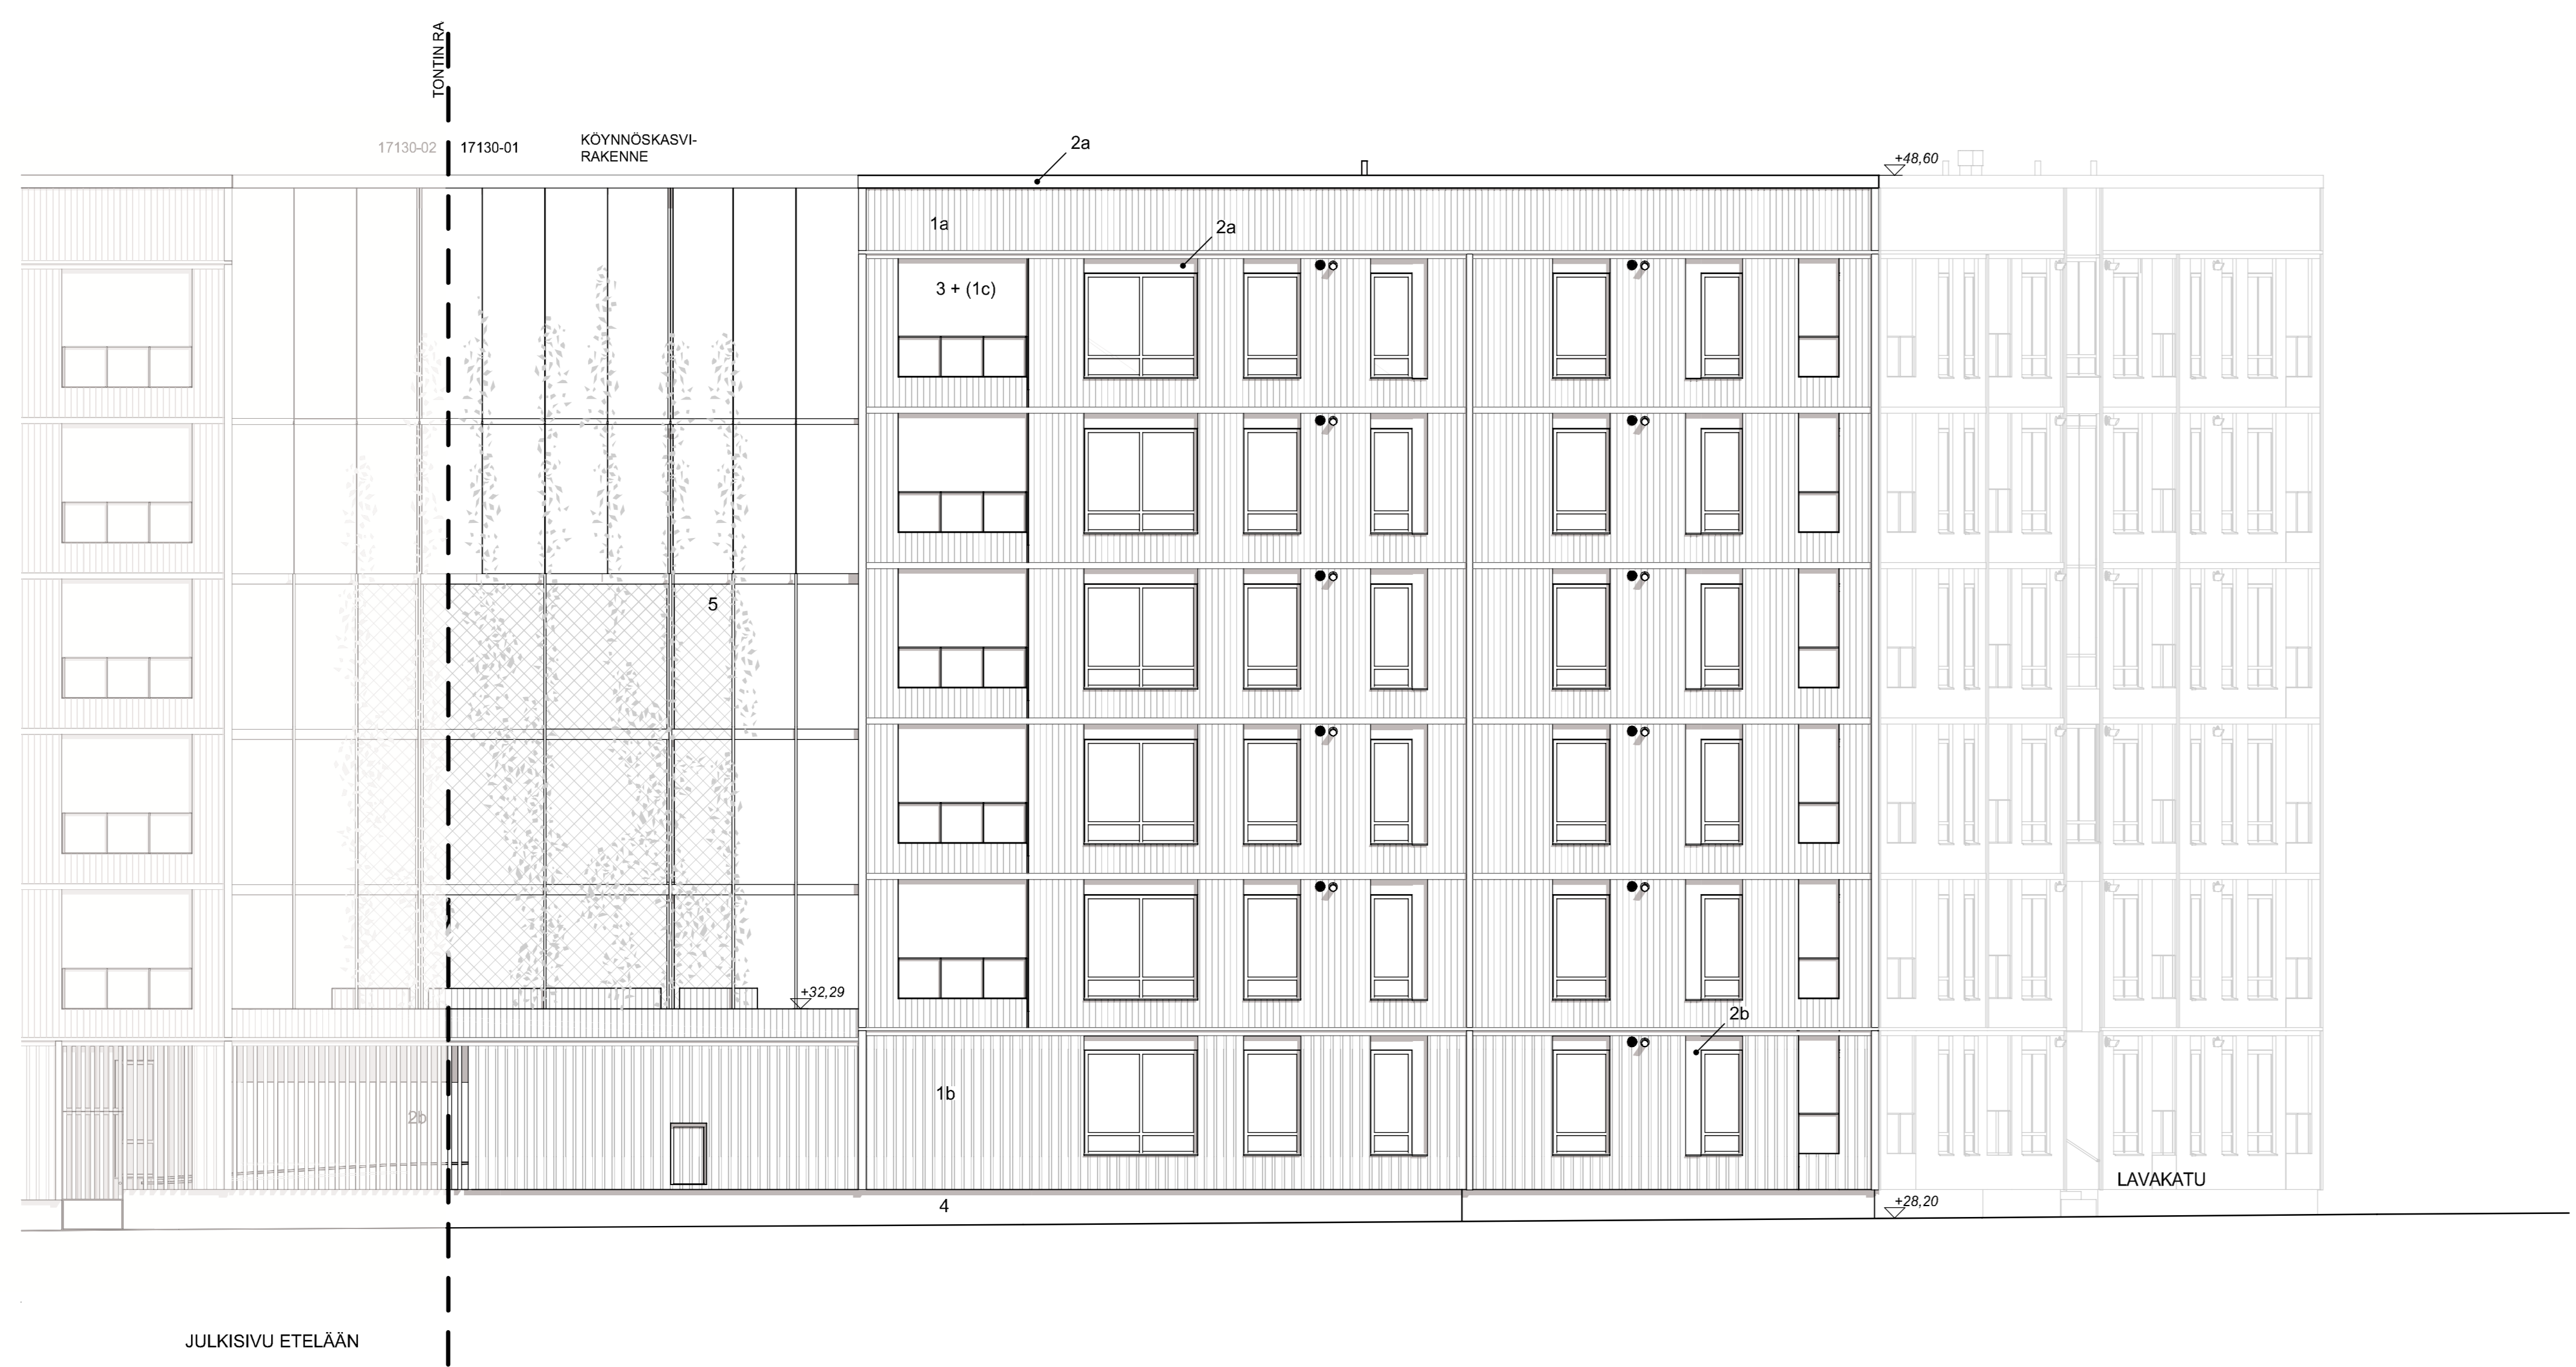 TONTIN RA
17130-02
17130-01
KÖYNNÖSKASVI-
RAKENNE
2a
+48,60
1a
2a
3 + (1c)
5
+32,29
2b
1b
2b
LAVAKATU
4
+28,20
JULKISIVU ETELÄÄN